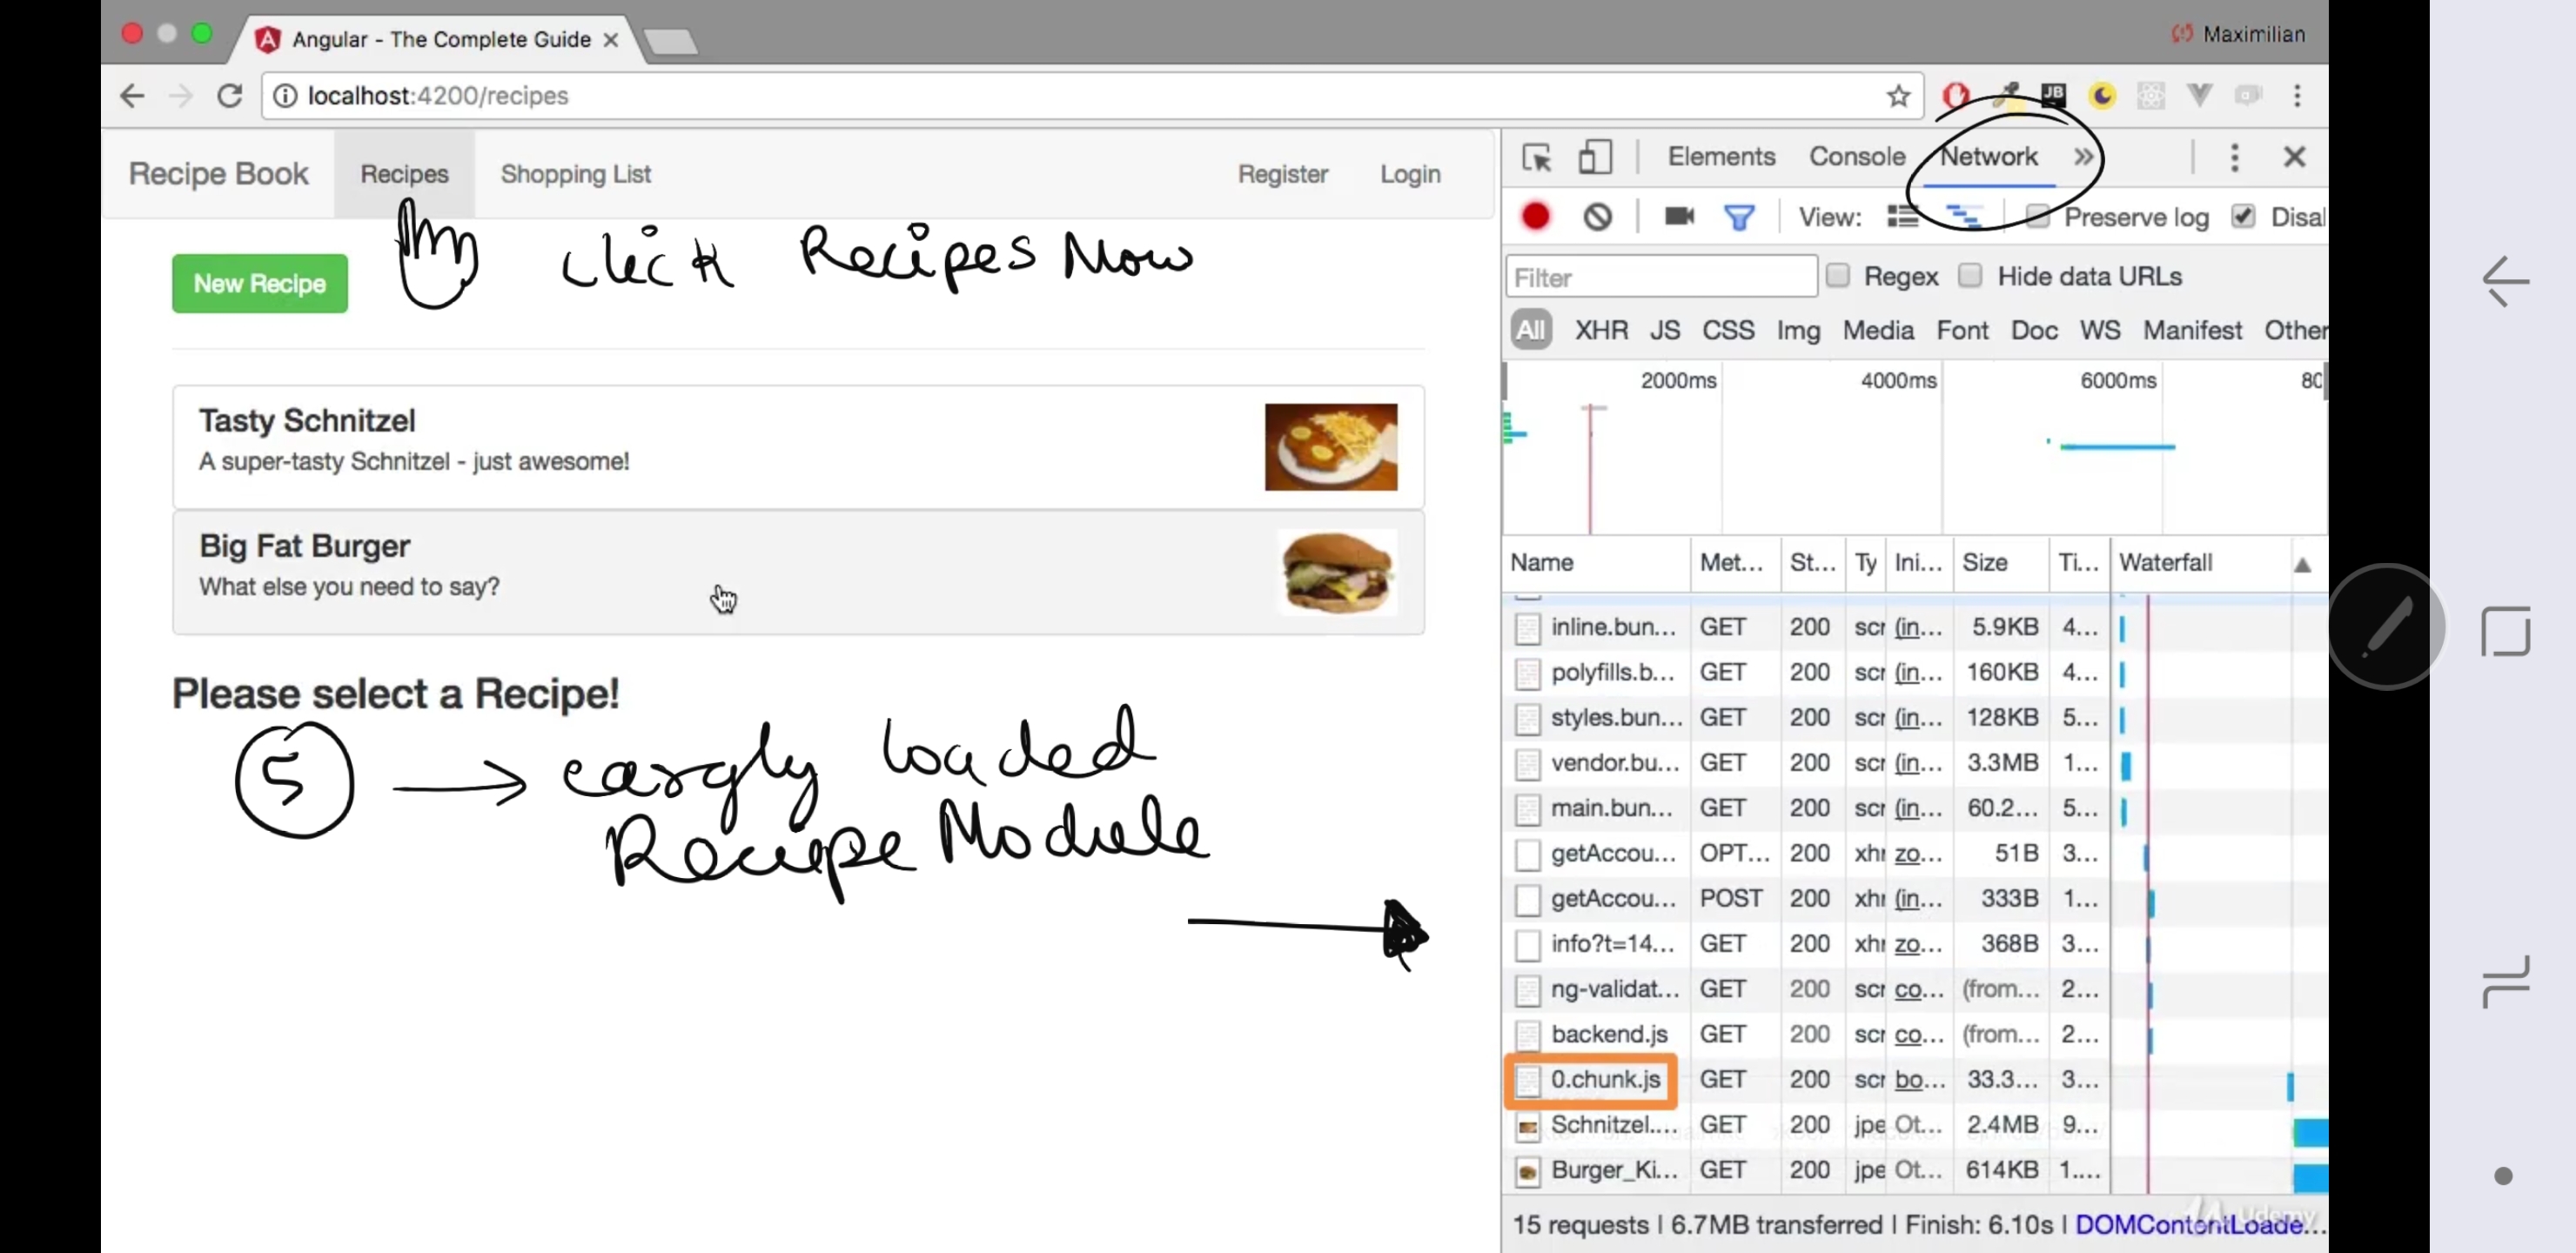 Angular - The Complete Guide
Maximilian
localhost:4200/recipes
JB
Recipe Book Recipes Shopping List Register Login
Elements Console Network
View: Preserve log Disal
click Recipes Now
New Recipe
Filter Regex Hide data URLs
All XHR JS CSS Img Media Font Doc WS Manifest Other
2000ms 4000ms 6000ms 80
Tasty Schnitzel
A super-tasty Schnitzel - just awesome!
Big Fat Burger
What else you need to say?
Please select a Recipe!
5 → eargly loaded
Recipe Module
Name Met... St... Ty Ini... Size Ti... Waterfall
inline.bun... GET 200 scr (in... 5.9KB 4...
polyfills.b... GET 200 scr (in... 160KB 4...
styles.bun... GET 200 scr (in... 128KB 5...
vendor.bu... GET 200 scr (in... 3.3MB 1...
main.bun... GET 200 scr (in... 60.2... 5...
getAccou... OPT... 200 xhr zo... 51B 3...
getAccou... POST 200 xhr (in... 333B 1...
info?t=14... GET 200 xhr zo... 368B 3...
ng-validat... GET 200 scr co... (from... 2...
backend.js GET 200 scr co... (from... 2...
0.chunk.js GET 200 scr bo... 33.3... 3...
Schnitzel.... GET 200 jpe Ot... 2.4MB 9...
Burger_Ki... GET 200 jpe Ot... 614KB 1....
15 requests | 6.7MB transferred | Finish: 6.10s | DOMContentLoade...
Udemy